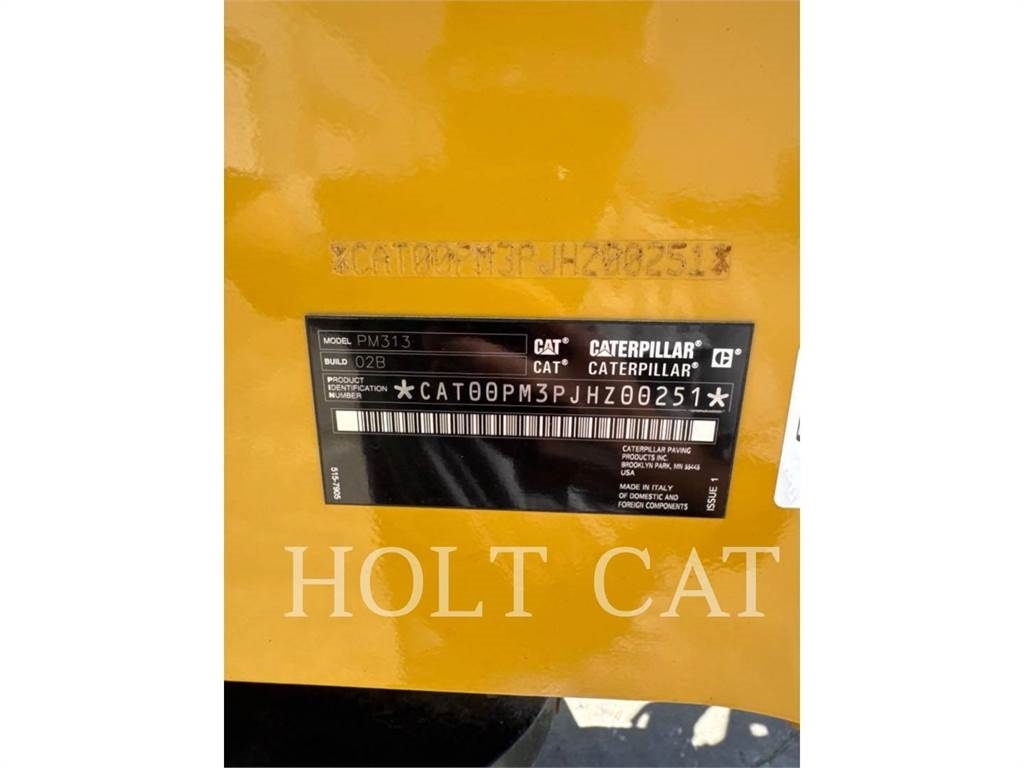 *CAT00PM3PJHZ00251*
MODEL PM313
BUILD 02B
CAT® CATERPILLAR® C®
CAT® CATERPILLAR®
PRODUCT IDENTIFICATION NUMBER *CAT00PM3PJHZ00251*
CATERPILLAR PAVING
PRODUCTS INC.
BROOKLYN PARK, MN 55445
USA
MADE IN ITALY
OF DOMESTIC AND
FOREIGN COMPONENTS
515-7905
ISSUE 1
HOLT CAT